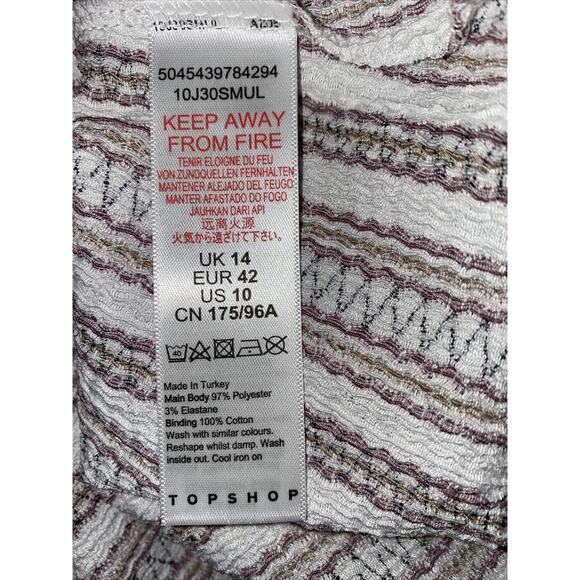 5045439784294
10J30SMUL
KEEP AWAY
FROM FIRE
TENIR ELOIGNE DU FEU
VON ZUNDQUELLEN FERNHALTEN
MANTENER ALEJADO DEL FUEGO
MANTER AFASTADO DO FOGO
JAUHKAN DARI API
远离火源
火気から遠ざけて下さい。
UK 14
EUR 42
US 10
CN 175/96A
40
Made in Turkey
Main Body 97% Polyester
3% Elastane
Binding 100% Cotton
Wash with similar colours.
Reshape whilst damp. Wash
inside out. Cool iron on
TOPSHOP